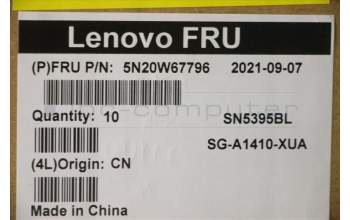 Lenovo FRU
(P)FRU P/N: 5N20W67796 2021-09-07
Quantity: 10 SN5395BL
SG-A1410-XUA
(4L)Origin: CN
Made in China